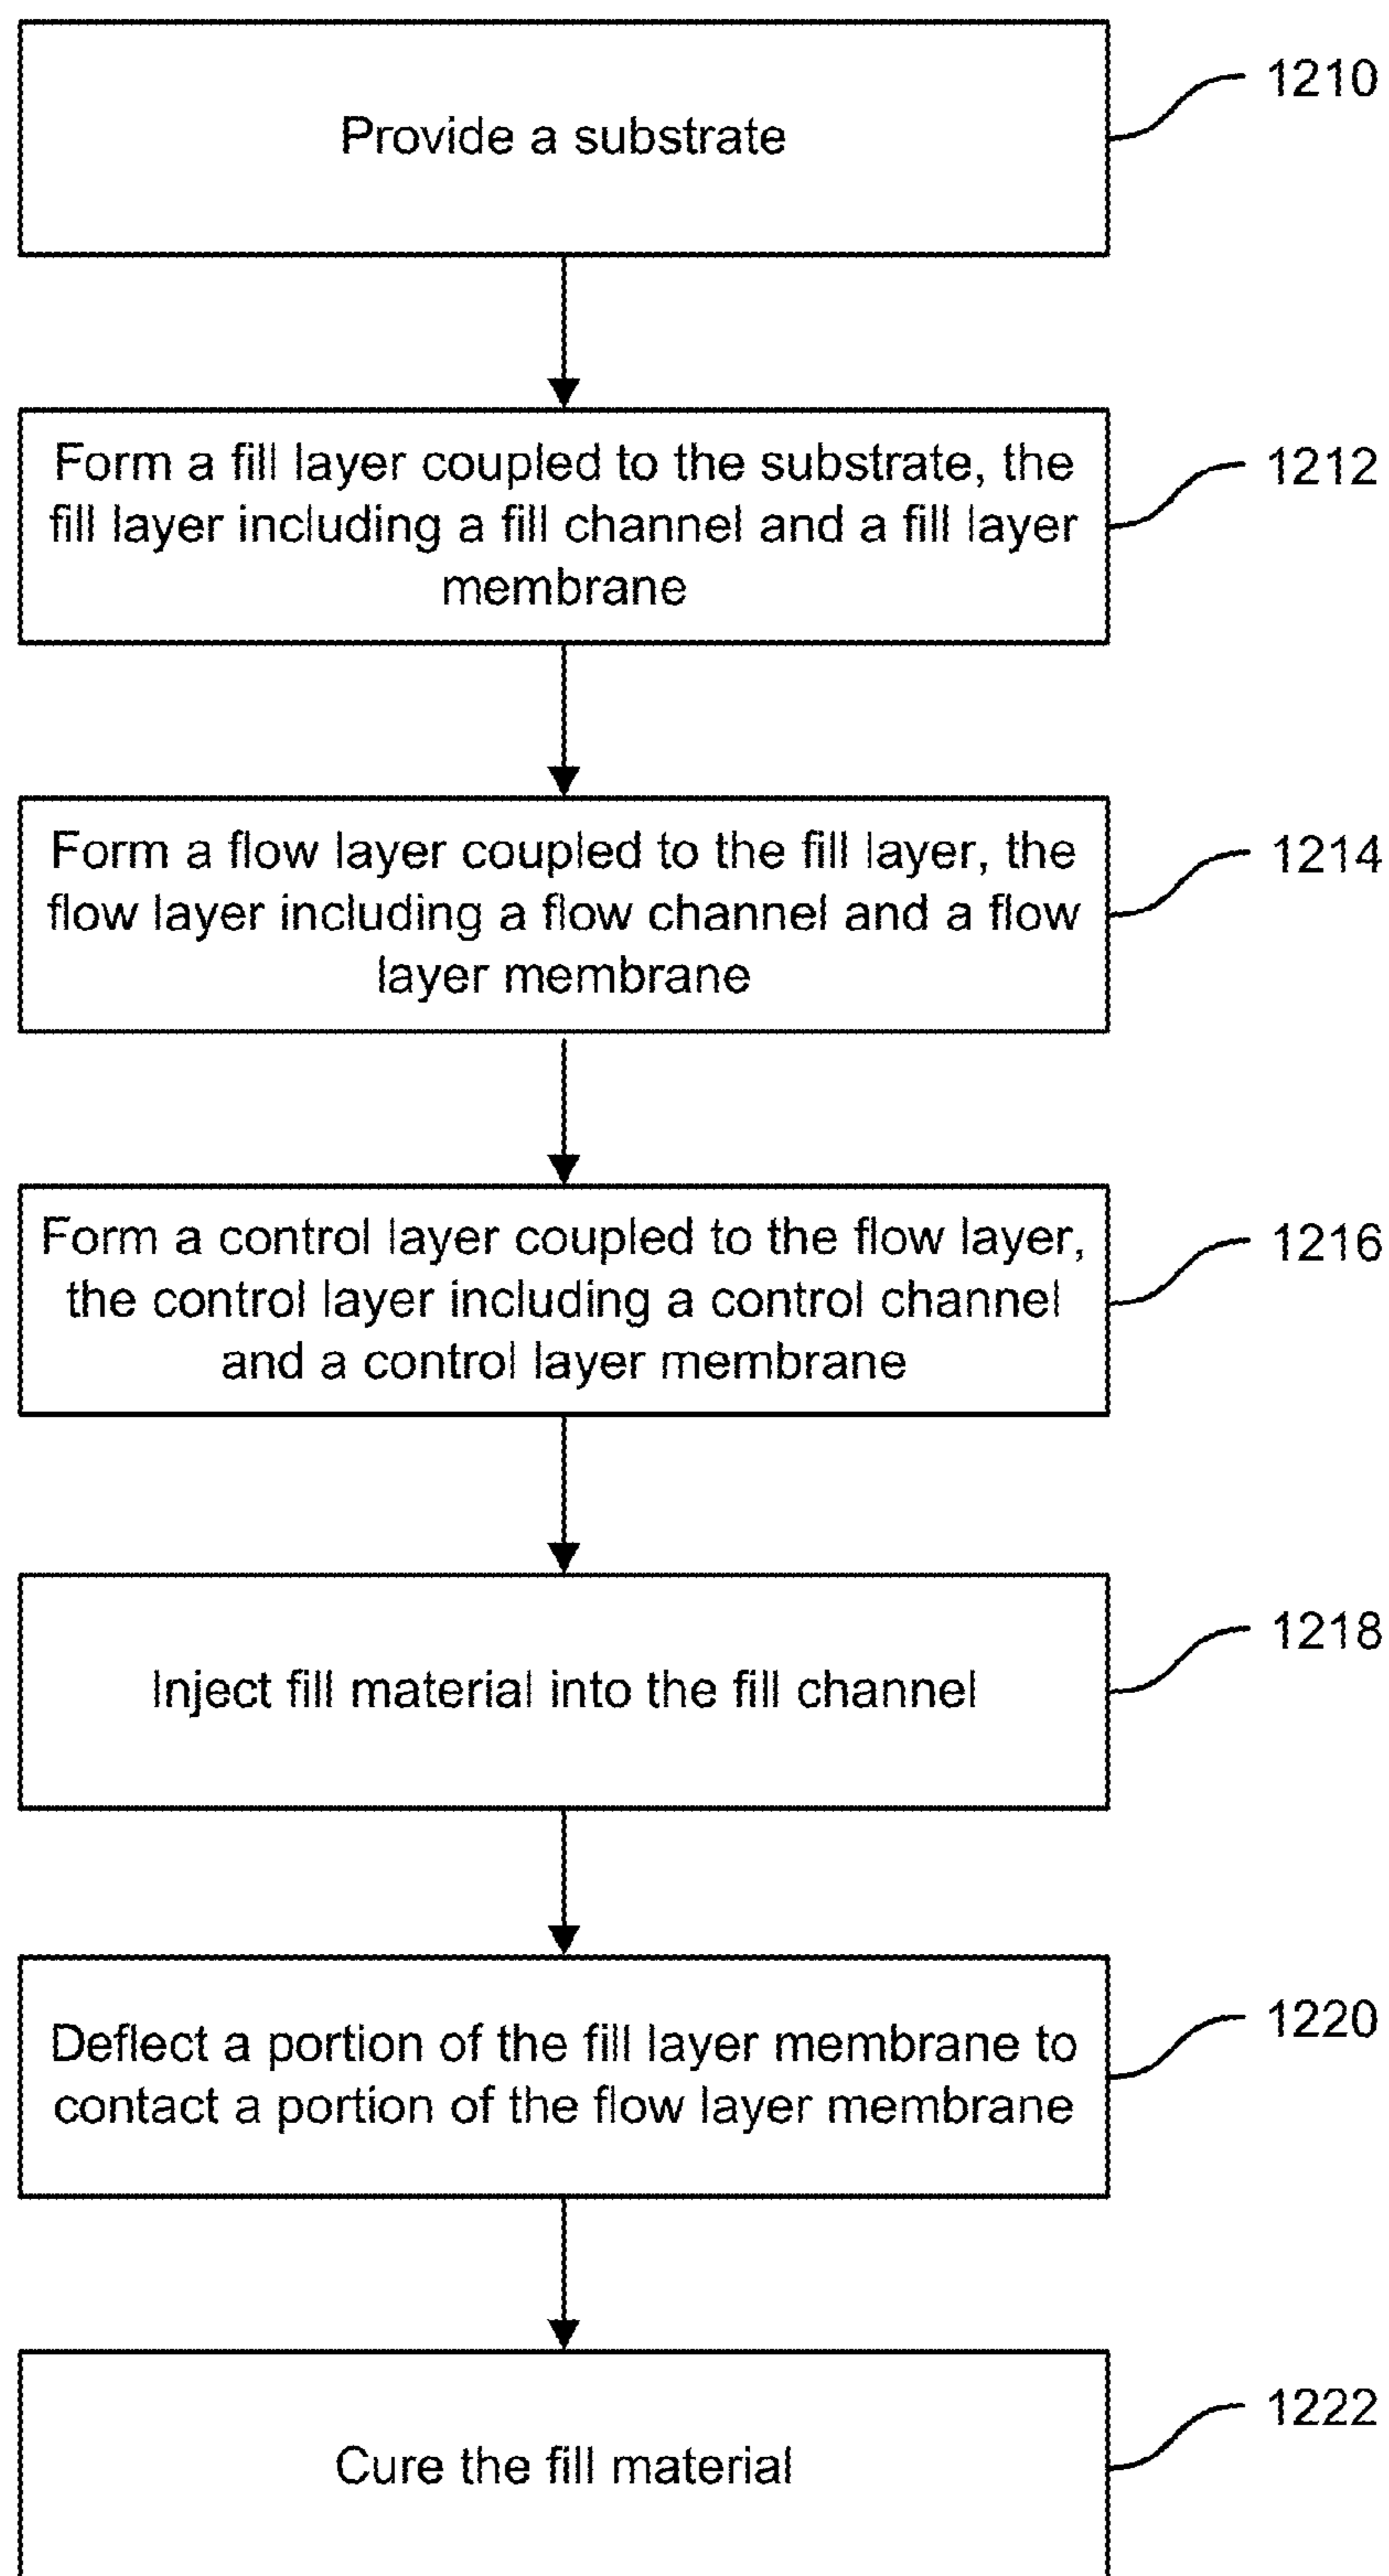 Provide a substrate
1210
Form a fill layer coupled to the substrate, the
fill layer including a fill channel and a fill layer
membrane
1212
Form a flow layer coupled to the fill layer, the
flow layer including a flow channel and a flow
layer membrane
1214
Form a control layer coupled to the flow layer,
the control layer including a control channel
and a control layer membrane
1216
Inject fill material into the fill channel
1218
Deflect a portion of the fill layer membrane to
contact a portion of the flow layer membrane
1220
Cure the fill material
1222